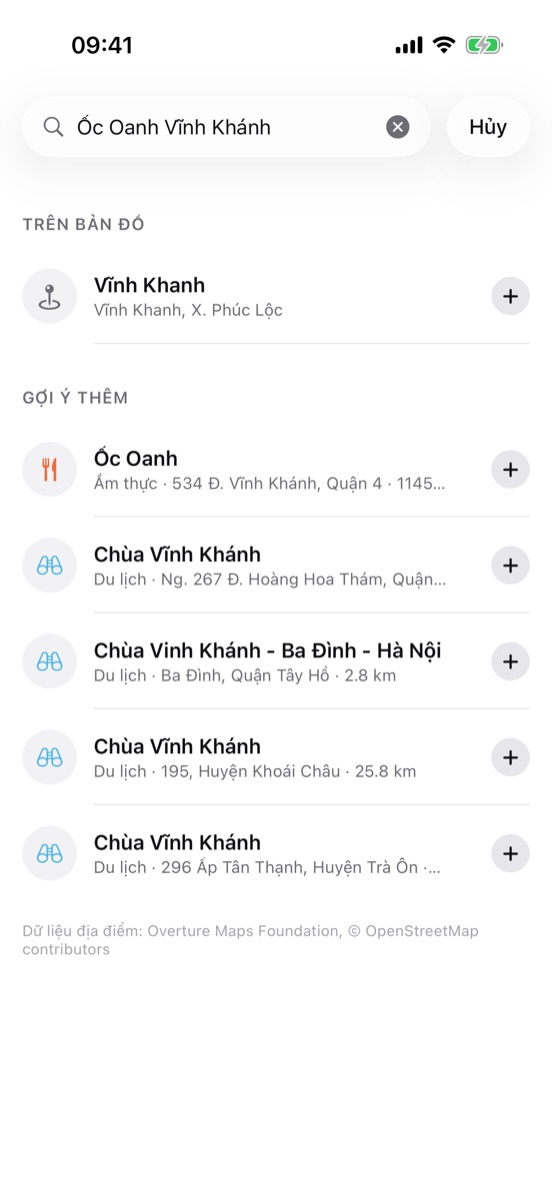 09:41
Ốc Oanh Vĩnh Khánh
Hủy
TRÊN BẢN ĐỒ
Vĩnh Khanh
Vĩnh Khanh, X. Phúc Lộc
GỢI Ý THÊM
Ốc Oanh
Ẩm thực · 534 Đ. Vĩnh Khánh, Quận 4 · 1145...
Chùa Vĩnh Khánh
Du lịch · Ng. 267 Đ. Hoàng Hoa Thám, Quận...
Chùa Vinh Khánh - Ba Đình - Hà Nội
Du lịch · Ba Đình, Quận Tây Hồ · 2.8 km
Chùa Vĩnh Khánh
Du lịch · 195, Huyện Khoái Châu · 25.8 km
Chùa Vĩnh Khánh
Du lịch · 296 Ấp Tân Thạnh, Huyện Trà Ôn ·...
Dữ liệu địa điểm: Overture Maps Foundation, © OpenStreetMap
contributors